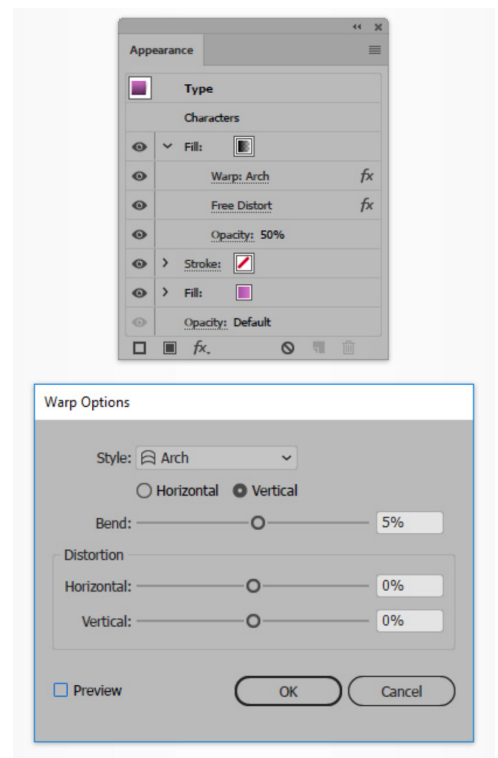 Appearance
Type
Characters
Fill:
Warp: Arch fx
Free Distort fx
Opacity: 50%
Stroke:
Fill:
Opacity: Default
fx.
Warp Options
Style: Arch
Horizontal Vertical
Bend: 5%
Distortion
Horizontal: 0%
Vertical: 0%
Preview OK Cancel